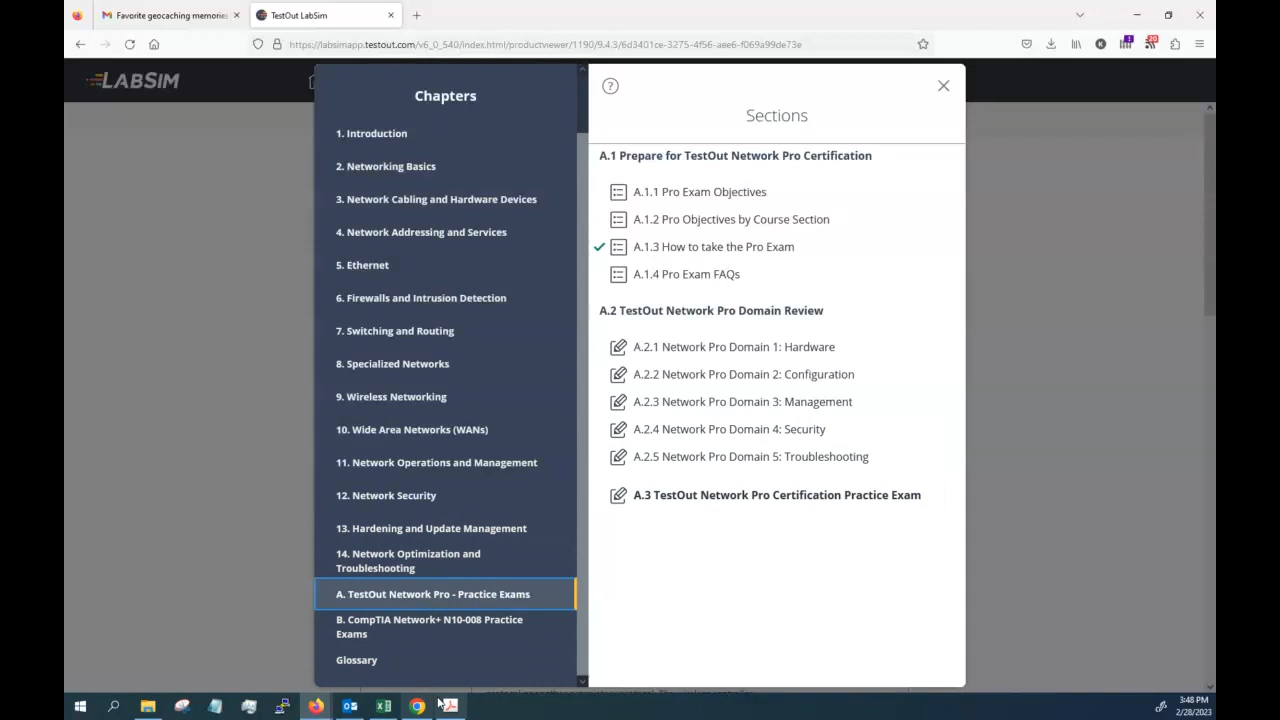 Favorite geocaching memories
TestOut LabSim
https://labsimapp.testout.com/v6_0_540/index.html/productviewer/1190/9.4.3/6d3401ce-3275-4f56-aee6-f069a99de73e
1
20
LABSIM
Chapters
1. Introduction
2. Networking Basics
3. Network Cabling and Hardware Devices
4. Network Addressing and Services
5. Ethernet
6. Firewalls and Intrusion Detection
7. Switching and Routing
8. Specialized Networks
9. Wireless Networking
10. Wide Area Networks (WANs)
11. Network Operations and Management
12. Network Security
13. Hardening and Update Management
14. Network Optimization and
Troubleshooting
A. TestOut Network Pro - Practice Exams
B. CompTIA Network+ N10-008 Practice
Exams
Glossary
Sections
A.1 Prepare for TestOut Network Pro Certification
A.1.1 Pro Exam Objectives
A.1.2 Pro Objectives by Course Section
A.1.3 How to take the Pro Exam
A.1.4 Pro Exam FAQs
A.2 TestOut Network Pro Domain Review
A.2.1 Network Pro Domain 1: Hardware
A.2.2 Network Pro Domain 2: Configuration
A.2.3 Network Pro Domain 3: Management
A.2.4 Network Pro Domain 4: Security
A.2.5 Network Pro Domain 5: Troubleshooting
A.3 TestOut Network Pro Certification Practice Exam
3:48 PM
2/28/2023